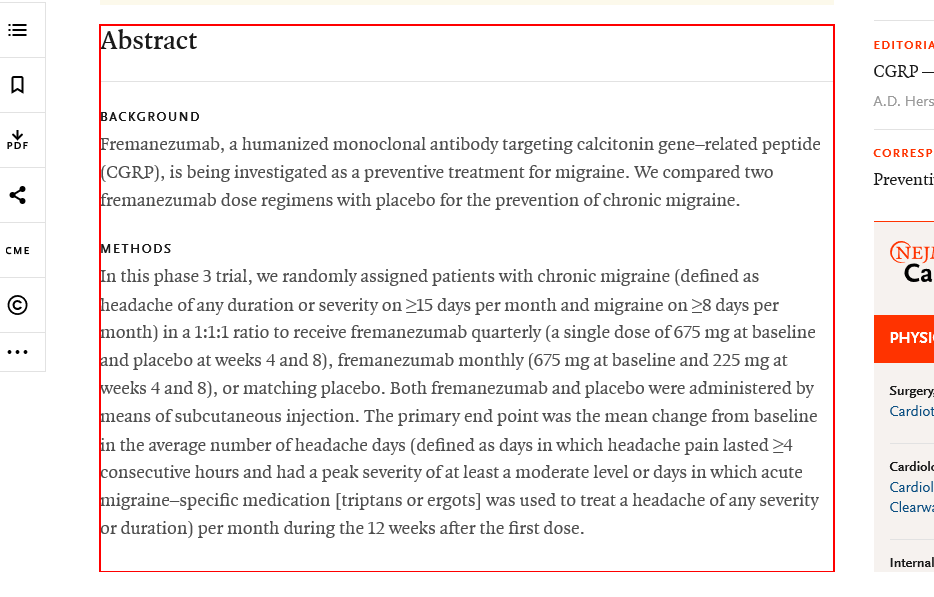 Abstract
BACKGROUND
Fremanezumab, a humanized monoclonal antibody targeting calcitonin gene–related peptide
(CGRP), is being investigated as a preventive treatment for migraine. We compared two
fremanezumab dose regimens with placebo for the prevention of chronic migraine.
METHODS
In this phase 3 trial, we randomly assigned patients with chronic migraine (defined as
headache of any duration or severity on ≥15 days per month and migraine on ≥8 days per
month) in a 1:1:1 ratio to receive fremanezumab quarterly (a single dose of 675 mg at baseline
and placebo at weeks 4 and 8), fremanezumab monthly (675 mg at baseline and 225 mg at
weeks 4 and 8), or matching placebo. Both fremanezumab and placebo were administered by
means of subcutaneous injection. The primary end point was the mean change from baseline
in the average number of headache days (defined as days in which headache pain lasted ≥4
consecutive hours and had a peak severity of at least a moderate level or days in which acute
migraine–specific medication [triptans or ergots] was used to treat a headache of any severity
or duration) per month during the 12 weeks after the first dose.
PDF
CME
©
EDITORIA
CGRP —
A.D. Hers
CORRESP
Preventi
NEJM
Ca
PHYSI
Surgery,
Cardiot
Cardiolo
Cardiol
Clearwa
Internal